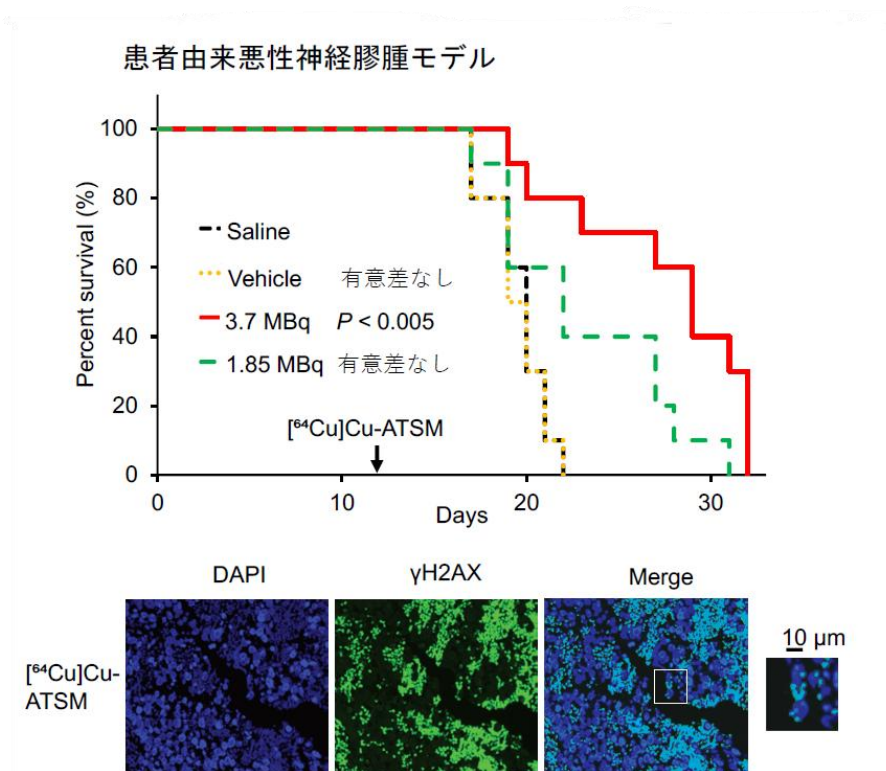 患者由来悪性神経膠腫モデル
100
80
60
40
20
0
Percent survival (%)
Saline
Vehicle 有意差なし
3.7 MBq P < 0.005
1.85 MBq 有意差なし
[⁶⁴Cu]Cu-ATSM
0 10 20 30
Days
DAPI γH2AX Merge
10 μm
[⁶⁴Cu]Cu-
ATSM